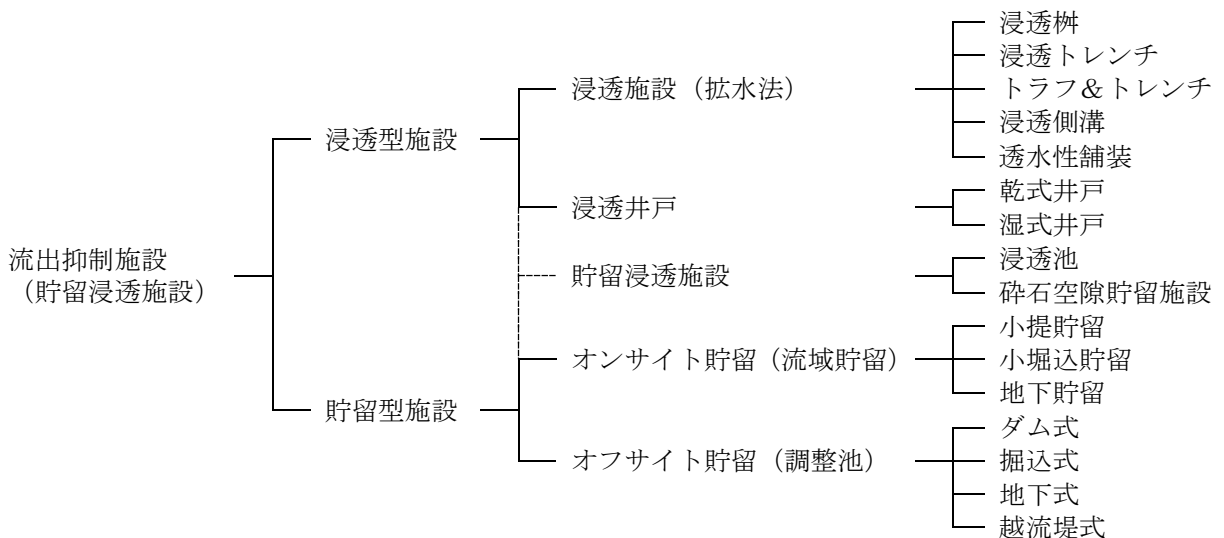 流出抑制施設
（貯留浸透施設）
浸透型施設
浸透施設（拡水法）
浸透桝
浸透トレンチ
トラフ＆トレンチ
浸透側溝
透水性舗装
浸透井戸
乾式井戸
湿式井戸
貯留浸透施設
浸透池
砕石空隙貯留施設
貯留型施設
オンサイト貯留（流域貯留）
小提貯留
小堀込貯留
地下貯留
オフサイト貯留（調整池）
ダム式
掘込式
地下式
越流堤式